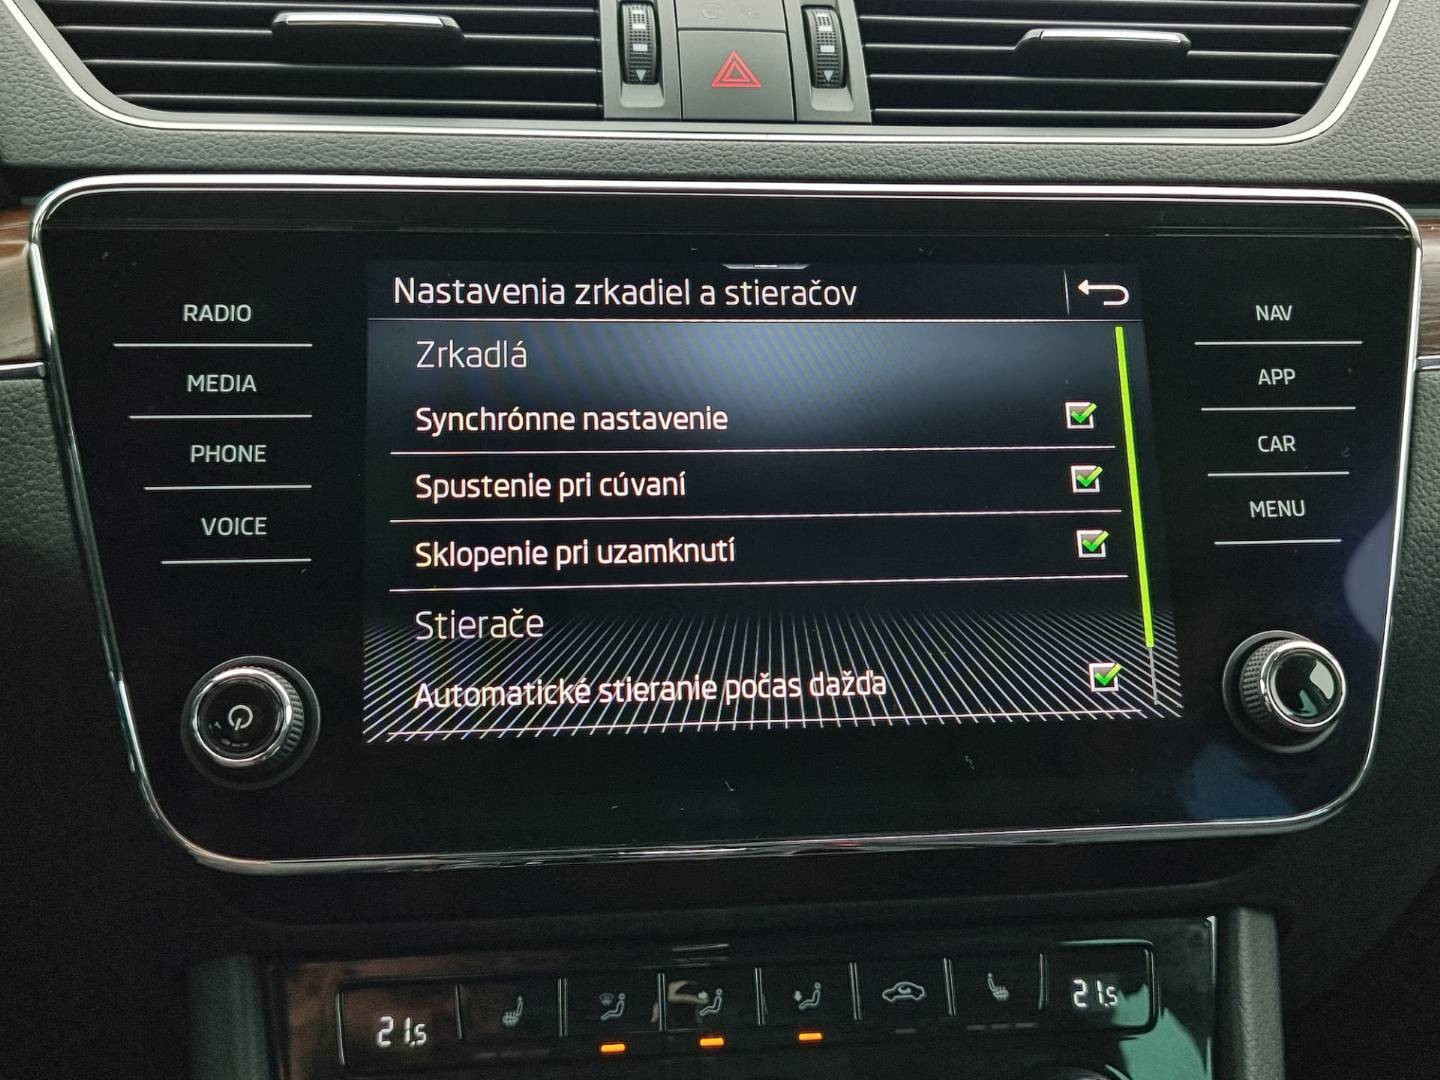 Nastavenia zrkadiel a stieračov
Zrkadlá
Synchrónne nastavenie
Spustenie pri cúvaní
Sklopenie pri uzamknutí
Stierače
Automatické stieranie počas dažďa
RADIO
MEDIA
PHONE
VOICE
NAV
APP
CAR
MENU
21.5
21.5